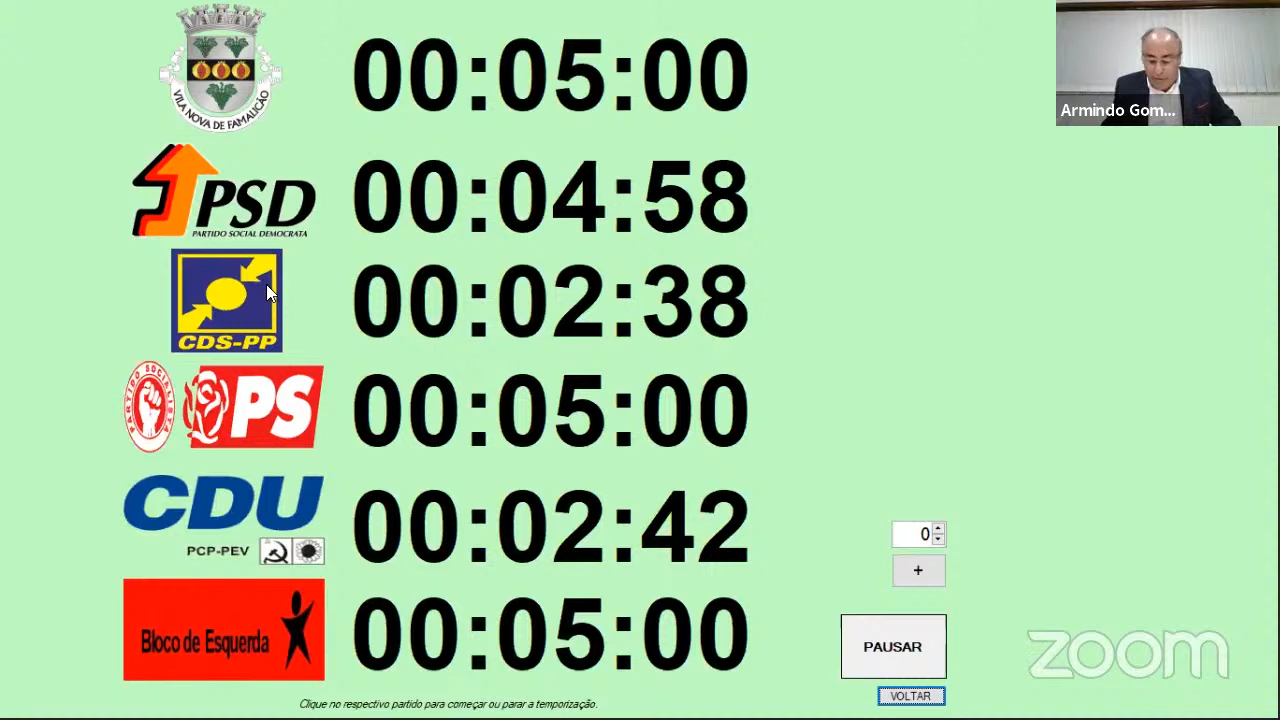 VILA NOVA DE FAMALICÃO
00:05:00
Armindo Gom...
PSD
PARTIDO SOCIAL DEMOCRATA
00:04:58
CDS-PP
00:02:38
PARTIDO SOCIALISTA
PS
00:05:00
CDU
PCP-PEV
00:02:42
0
+
Bloco de Esquerda
00:05:00
PAUSAR
zoom
VOLTAR
Clique no respectivo partido para começar ou parar a temporização.